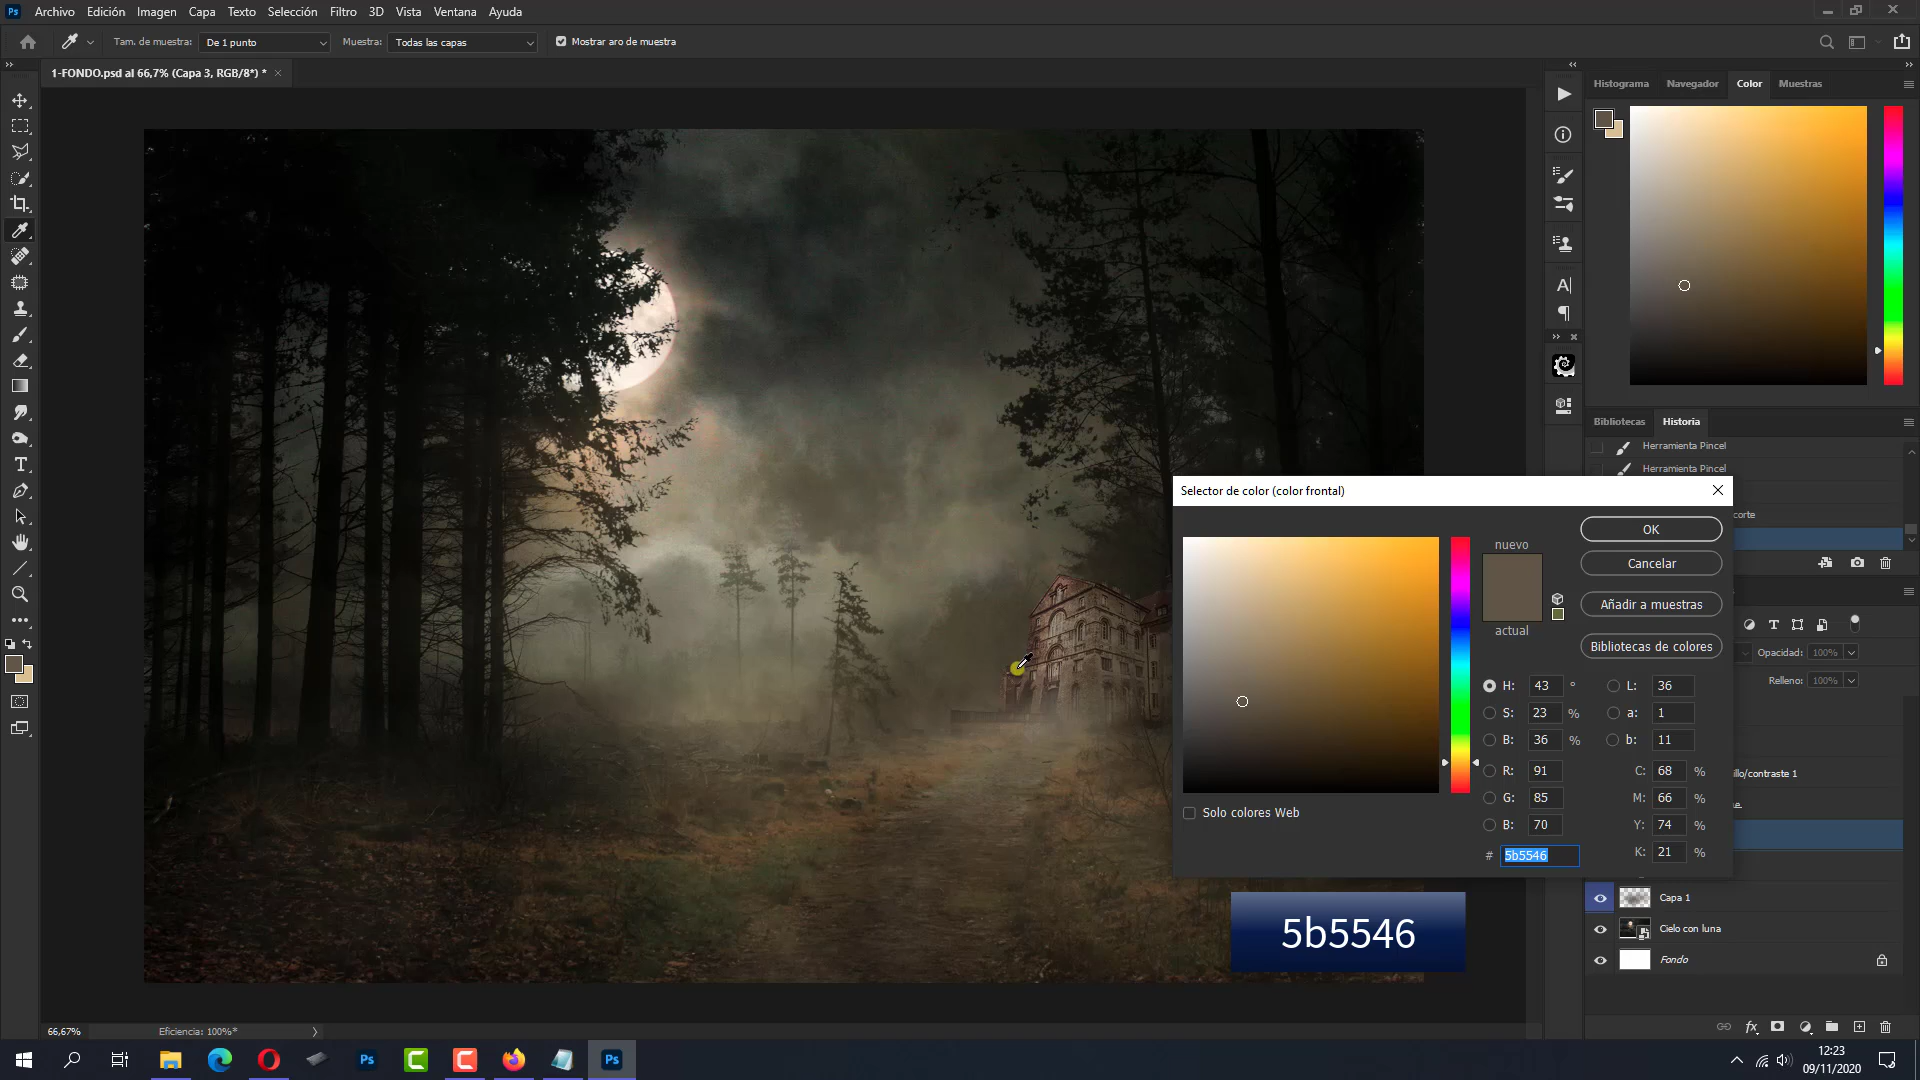 Ps Archivo Edición Imagen Capa Texto Selección Filtro 3D Vista Ventana Ayuda
Tam. de muestra: De 1 punto Muestra: Todas las capas Mostrar aro de muestra
1-FONDO.psd al 66,7% (Capa 3, RGB/8*) *
Histograma Navegador Color Muestras
Bibliotecas Historia
Herramienta Pincel
Herramienta Pincel
corte
Selector de color (color frontal)
nuevo
actual
OK
Cancelar
Añadir a muestras
Bibliotecas de colores
H: 43 ° L: 36
S: 23 % a: 1
B: 36 % b: 11
R: 91 C: 68 %
G: 85 M: 66 %
B: 70 Y: 74 %
# 5b5546 K: 21 %
Solo colores Web
Opacidad: 100%
Relleno: 100%
illo/contraste 1
Capa 1
Cielo con luna
Fondo
5b5546
66,67% Eficiencia: 100%*
fx
Ps
C
C
Ps
12:23
09/11/2020